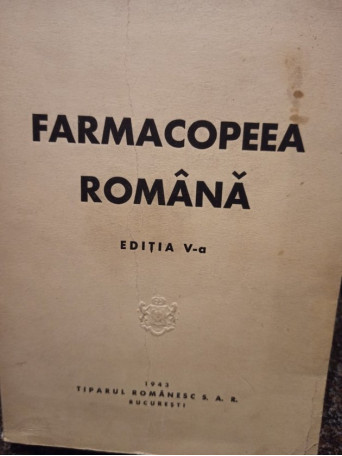 FARMACOPEEA
ROMÂNĂ
EDIȚIA V-a
1943
TIPARUL ROMÂNESC S. A. R.
BUCUREȘTI